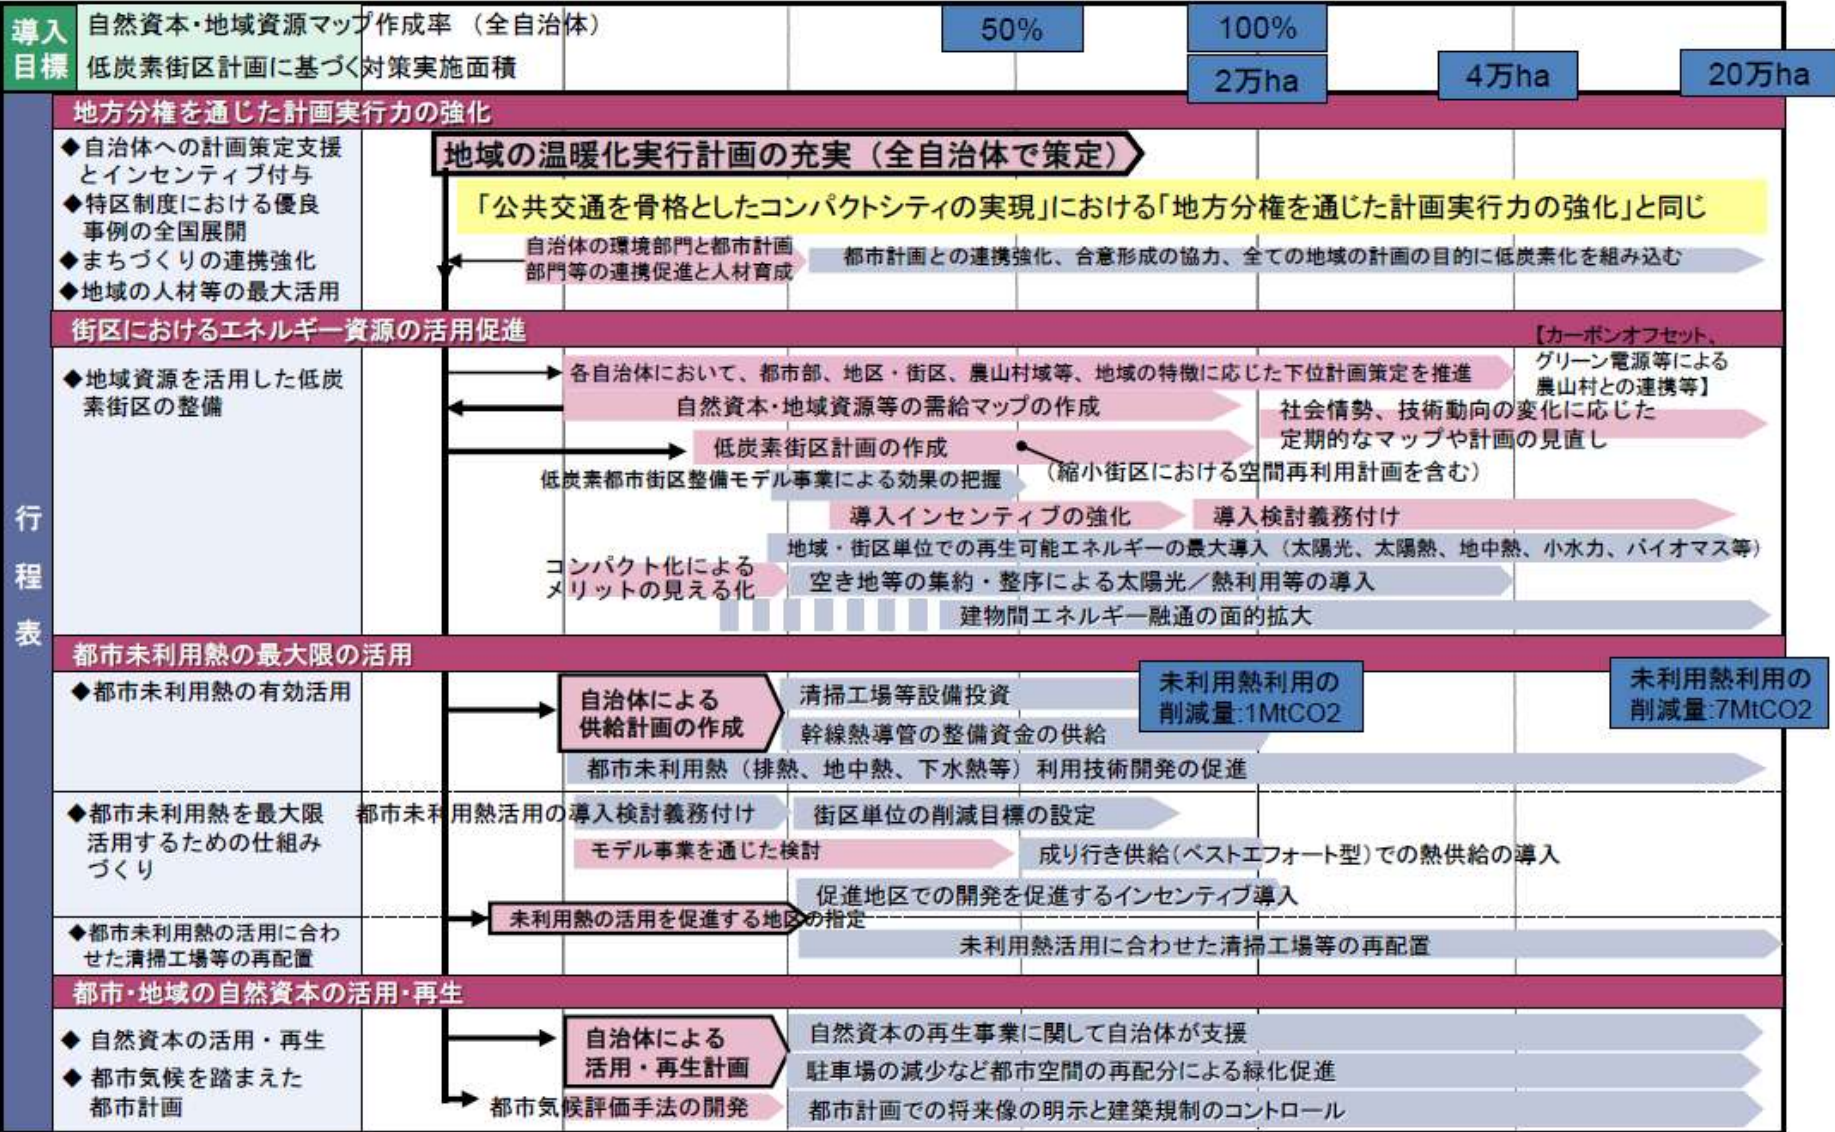 導入
目標
自然資本・地域資源マップ作成率 （全自治体）
50%
100%
低炭素街区計画に基づく対策実施面積
2万ha
4万ha
20万ha
行程表
地方分権を通じた計画実行力の強化
◆自治体への計画策定支援
とインセンティブ付与
◆特区制度における優良
事例の全国展開
◆まちづくりの連携強化
◆地域の人材等の最大活用
地域の温暖化実行計画の充実（全自治体で策定）
「公共交通を骨格としたコンパクトシティの実現」における「地方分権を通じた計画実行力の強化」と同じ
自治体の環境部門と都市計画
部門等の連携促進と人材育成
都市計画との連携強化、合意形成の協力、全ての地域の計画の目的に低炭素化を組み込む
街区におけるエネルギー資源の活用促進
【カーボンオフセット、
グリーン電源等による
農山村との連携等】
◆地域資源を活用した低炭
素街区の整備
各自治体において、都市部、地区・街区、農山村域等、地域の特徴に応じた下位計画策定を推進
自然資本・地域資源等の需給マップの作成
社会情勢、技術動向の変化に応じた
定期的なマップや計画の見直し
低炭素街区計画の作成
（縮小街区における空間再利用計画を含む）
低炭素都市街区整備モデル事業による効果の把握
導入インセンティブの強化
導入検討義務付け
地域・街区単位での再生可能エネルギーの最大導入（太陽光、太陽熱、地中熱、小水力、バイオマス等）
コンパクト化による
メリットの見える化
空き地等の集約・整序による太陽光／熱利用等の導入
建物間エネルギー融通の面的拡大
都市未利用熱の最大限の活用
◆都市未利用熱の有効活用
自治体による
供給計画の作成
清掃工場等設備投資
幹線熱導管の整備資金の供給
未利用熱利用の
削減量:1MtCO2
未利用熱利用の
削減量:7MtCO2
都市未利用熱（排熱、地中熱、下水熱等）利用技術開発の促進
◆都市未利用熱を最大限
活用するための仕組み
づくり
都市未利用熱活用の導入検討義務付け
街区単位の削減目標の設定
モデル事業を通じた検討
成り行き供給（ベストエフォート型）での熱供給の導入
促進地区での開発を促進するインセンティブ導入
未利用熱の活用を促進する地区の指定
◆都市未利用熱の活用に合わ
せた清掃工場等の再配置
未利用熱活用に合わせた清掃工場等の再配置
都市・地域の自然資本の活用・再生
◆ 自然資本の活用・再生
◆ 都市気候を踏まえた
都市計画
自治体による
活用・再生計画
自然資本の再生事業に関して自治体が支援
駐車場の減少など都市空間の再配分による緑化促進
都市気候評価手法の開発
都市計画での将来像の明示と建築規制のコントロール